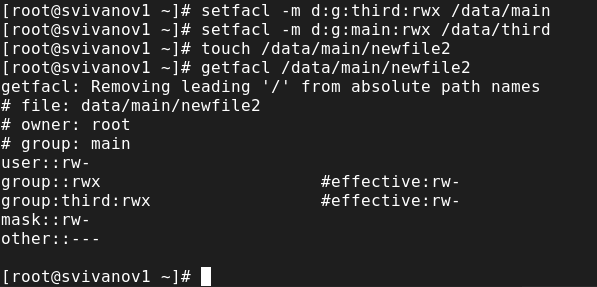 [root@svivanov1 ~]# setfacl -m d:g:third:rwx /data/main
[root@svivanov1 ~]# setfacl -m d:g:main:rwx /data/third
[root@svivanov1 ~]# touch /data/main/newfile2
[root@svivanov1 ~]# getfacl /data/main/newfile2
getfacl: Removing leading '/' from absolute path names
# file: data/main/newfile2
# owner: root
# group: main
user::rw-
group::rwx                      #effective:rw-
group:third:rwx                 #effective:rw-
mask::rw-
other::---
[root@svivanov1 ~]#